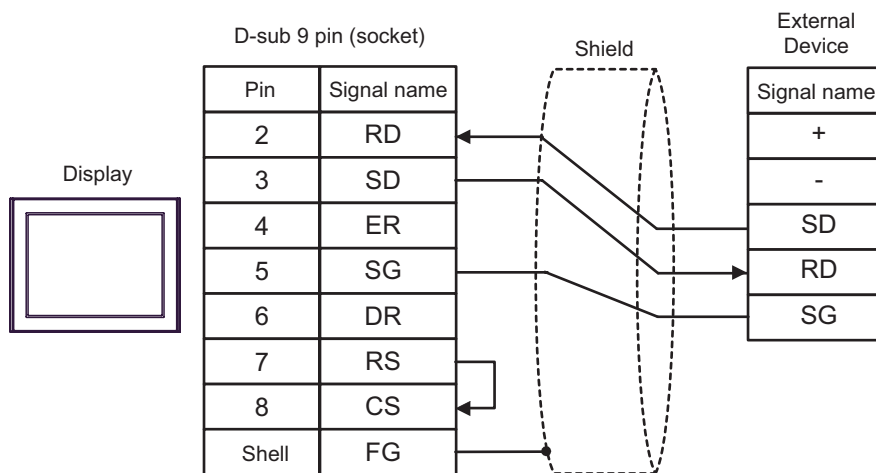 D-sub 9 pin (socket)
Shield
External
Device
Display
Pin Signal name
2 RD
3 SD
4 ER
5 SG
6 DR
7 RS
8 CS
Shell FG
Signal name
+
-
SD
RD
SG